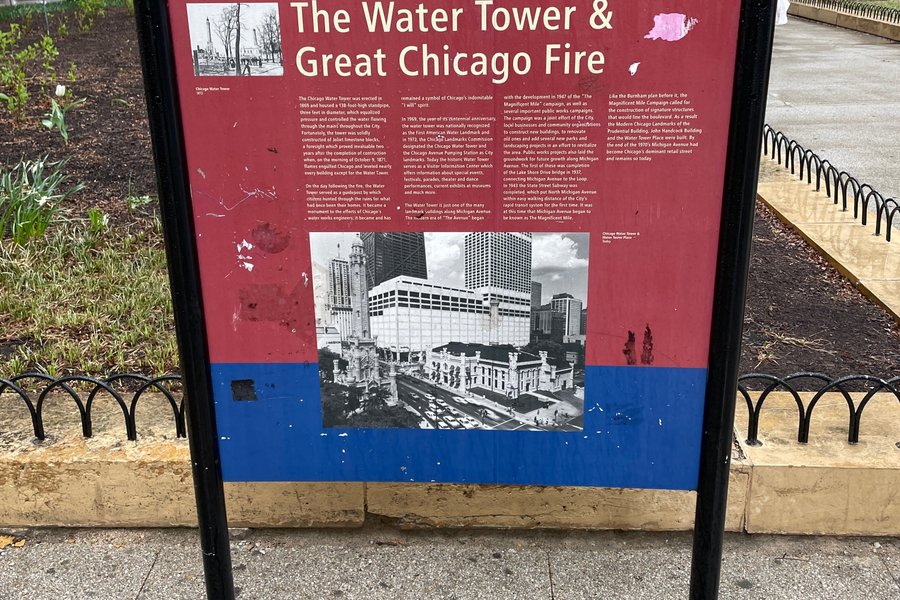 The Water Tower &
Great Chicago Fire
Chicago Water Tower
The Chicago Water Tower was erected in
1869 and housed a 138-foot-high standpipe,
three feet in diameter, which equalized
pressure and controlled the water flowing
through the mains throughout the City.
Fortunately, the tower was solidly
constructed of Joliet limestone blocks,
a foresight which proved invaluable two
years after the completion of construction
when, on the morning of October 9, 1871,
flames engulfed Chicago and leveled nearly
every building except for the Water Tower.
On the day following the fire, the Water
Tower served as a guidepost by which
citizens hunted through the ruins for what
had once been their homes. It became a
monument to the efforts of Chicago's
water works engineers; it became and has
remained a symbol of Chicago's indomitable
"I will" spirit.
In 1969, the year of its centennial anniversary,
the water tower was nationally recognized
as the First American Water Landmark and
in 1973, the Chicago Landmarks Commission
designated the Chicago Water Tower and
the Chicago Avenue Pumping Station as City
landmarks. Today the historic Water Tower
serves as a Visitor Information Center which
offers information about special events,
festivals, parades, theater and dance
performances, current exhibits at museums
and much more.
The Water Tower is just one of many
landmark buildings along Michigan Avenue.
The modern era of "The Avenue" began
with the development in 1947 of the "The
Magnificent Mile" campaign, as well as
several important public works campaigns.
The campaign was a joint effort of the City,
local businesses and community organizations
to construct new buildings, to renovate
old ones and add several new parks and
landscaping projects in an effort to revitalize
the area. Public works projects also laid the
groundwork for future growth along Michigan
Avenue. The first of these was completion
of the Lake Shore Drive bridge in 1937,
connecting Michigan Avenue to the Loop.
In 1943 the State Street Subway was
completed, which put North Michigan Avenue
within easy walking distance of the City's
rapid transit system for the first time. It was
at this time that Michigan Avenue began to
be known as The Magnificent Mile.
Like the Burnham plan before it, the
Magnificent Mile Campaign called for
the construction of signature structures
that would line the boulevard. As a result
the Modern Chicago Landmarks of the
Prudential Building, John Hancock Building
and the Water Tower Place were built. By
the end of the 1970's Michigan Avenue had
become Chicago's dominant retail street
and remains so today.
Chicago Water Tower &
Water Tower Place –
Today